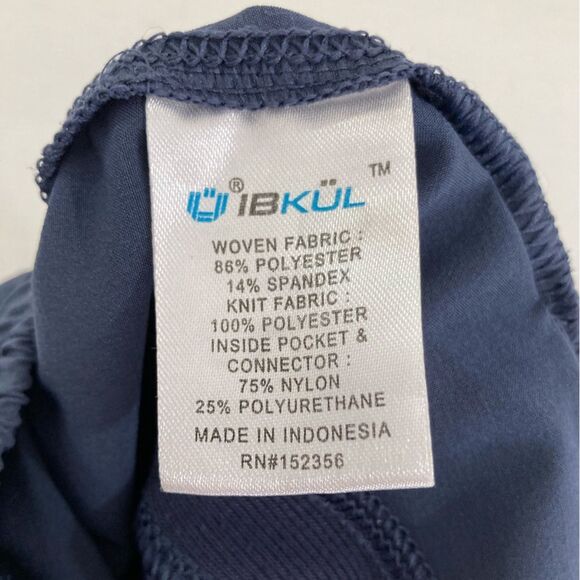 ® IBKÜL ™
WOVEN FABRIC :
86% POLYESTER
14% SPANDEX
KNIT FABRIC :
100% POLYESTER
INSIDE POCKET &
CONNECTOR :
75% NYLON
25% POLYURETHANE
MADE IN INDONESIA
RN#152356